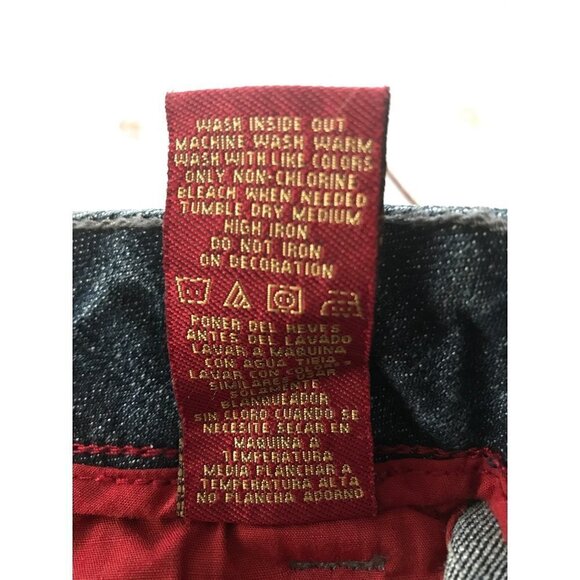 WASH INSIDE OUT
MACHINE WASH WARM
WASH WITH LIKE COLORS
ONLY NON-CHLORINE
BLEACH WHEN NEEDED
TUMBLE DRY MEDIUM
HIGH IRON
DO NOT IRON
ON DECORATION
PONER DEL REVES
ANTES DEL LAVADO
LAVAR A MAQUINA
CON AGUA TIBIA.
LAVAR CON COLOR
SIMILARES. USAR
SOLAMENTE
BLANQUEADOR
SIN CLORO CUANDO SE
NECESITE SECAR EN
MAQUINA A
TEMPERATURA
MEDIA PLANCHAR A
TEMPERATURA ALTA
NO PLANCHA ADORNO